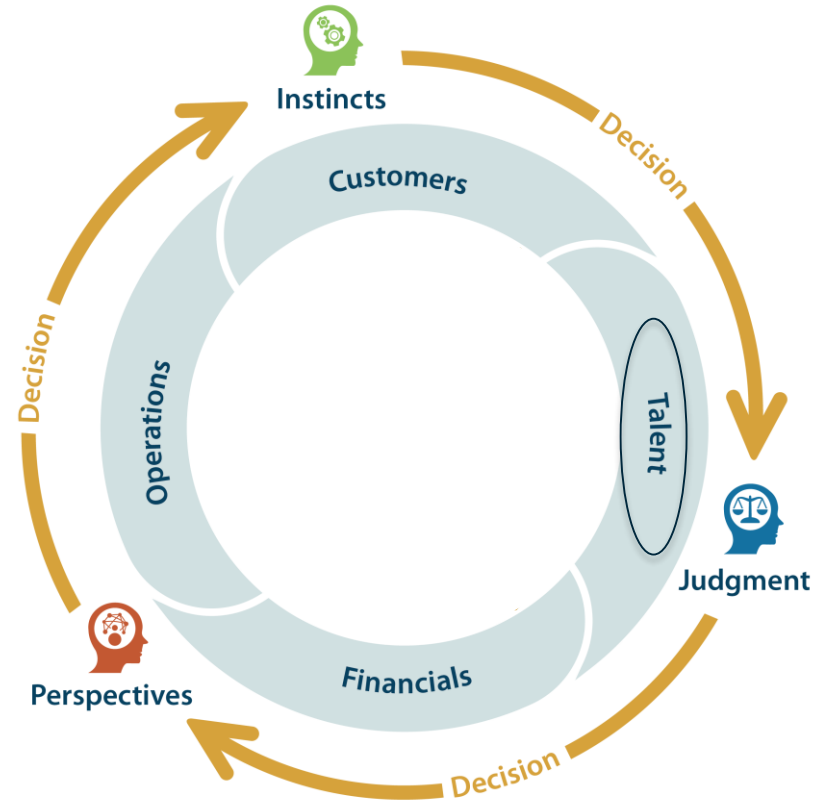 Instincts
Decision
Customers
Talent
Judgment
Decision
Financials
Perspectives
Operations
Decision